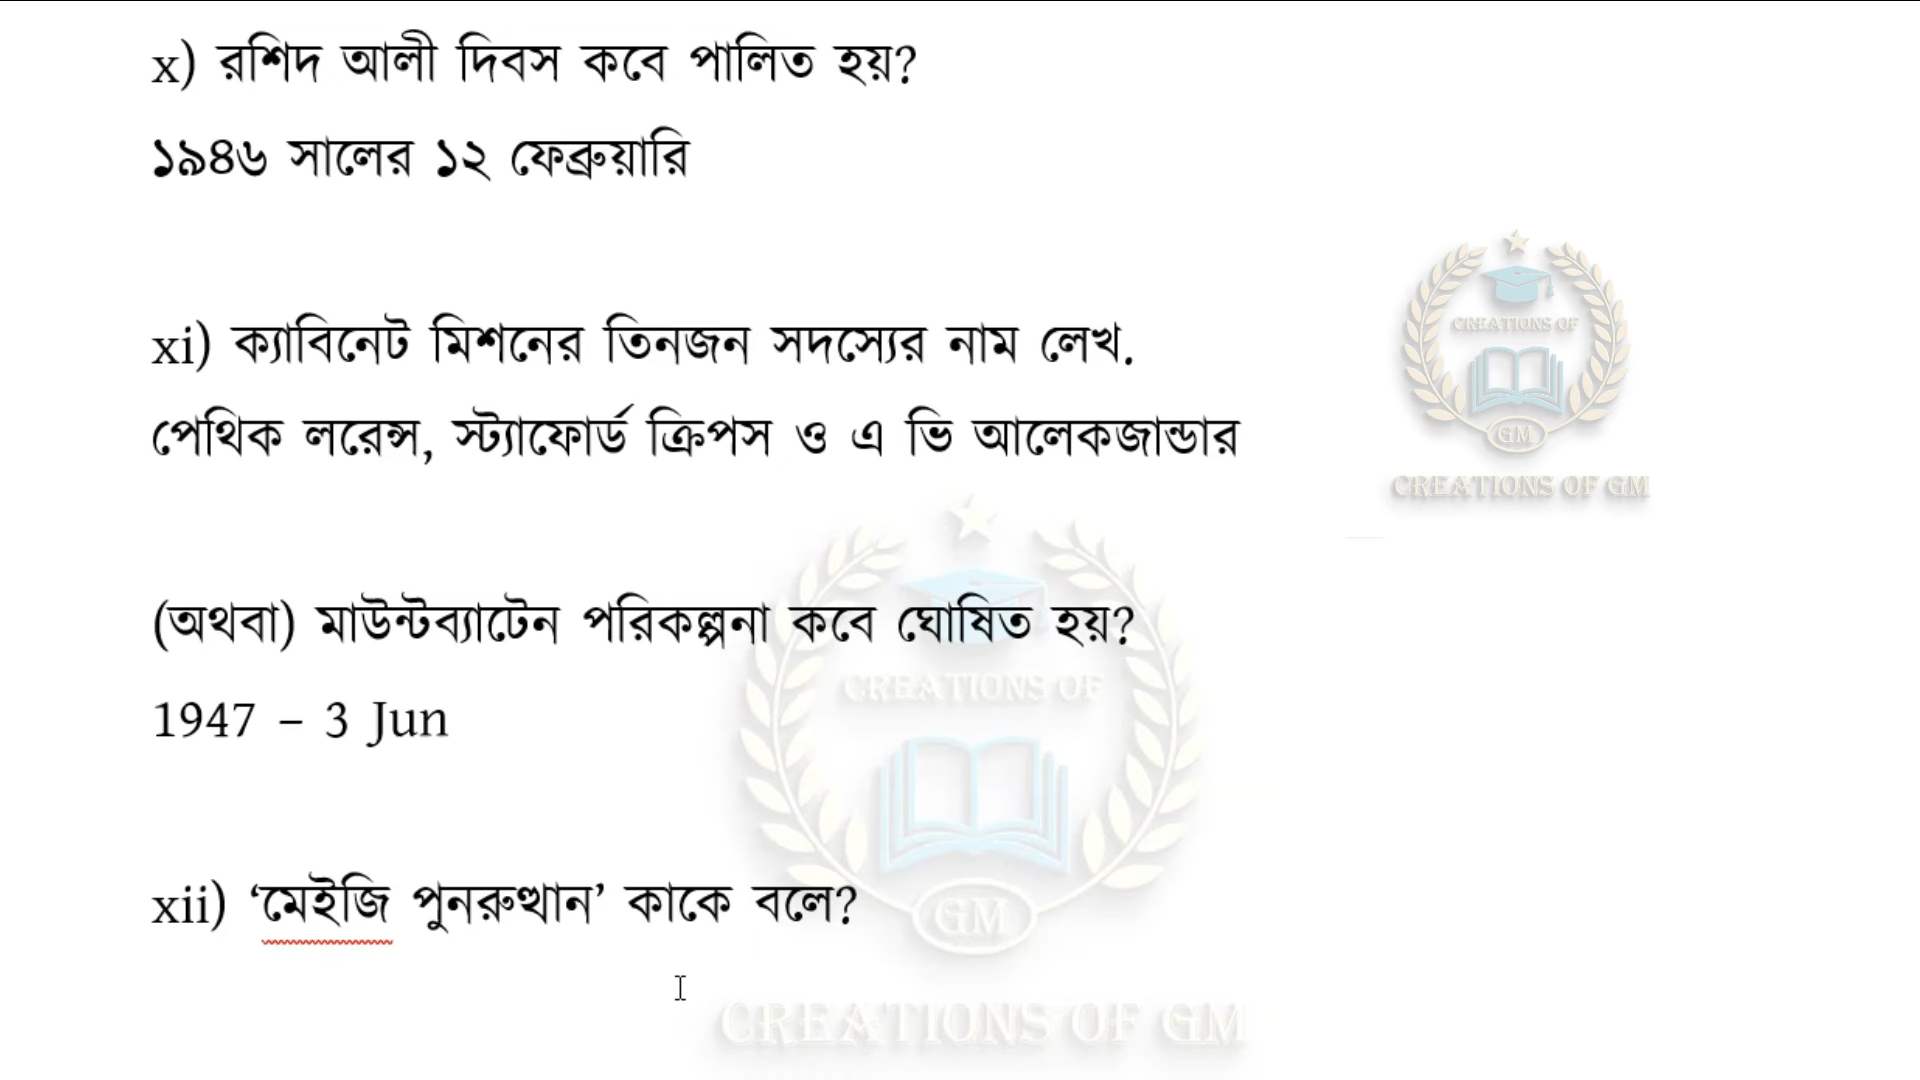 x) রশিদ আলী দিবস কবে পালিত হয়?
১৯৪৬ সালের ১২ ফেব্রুয়ারি
xi) ক্যাবিনেট মিশনের তিনজন সদস্যের নাম লেখ.
পেথিক লরেন্স, স্ট্যাফোর্ড ক্রিপস ও এ ভি আলেকজান্ডার
CREATIONS OF
GM
CREATIONS OF GM
(অথবা) মাউন্টব্যাটেন পরিকল্পনা কবে ঘোষিত হয়?
CREATIONS OF
1947 – 3 Jun
xii) ‘মেইজি পুনরুত্থান’ কাকে বলে?
GM
CREATIONS OF GM